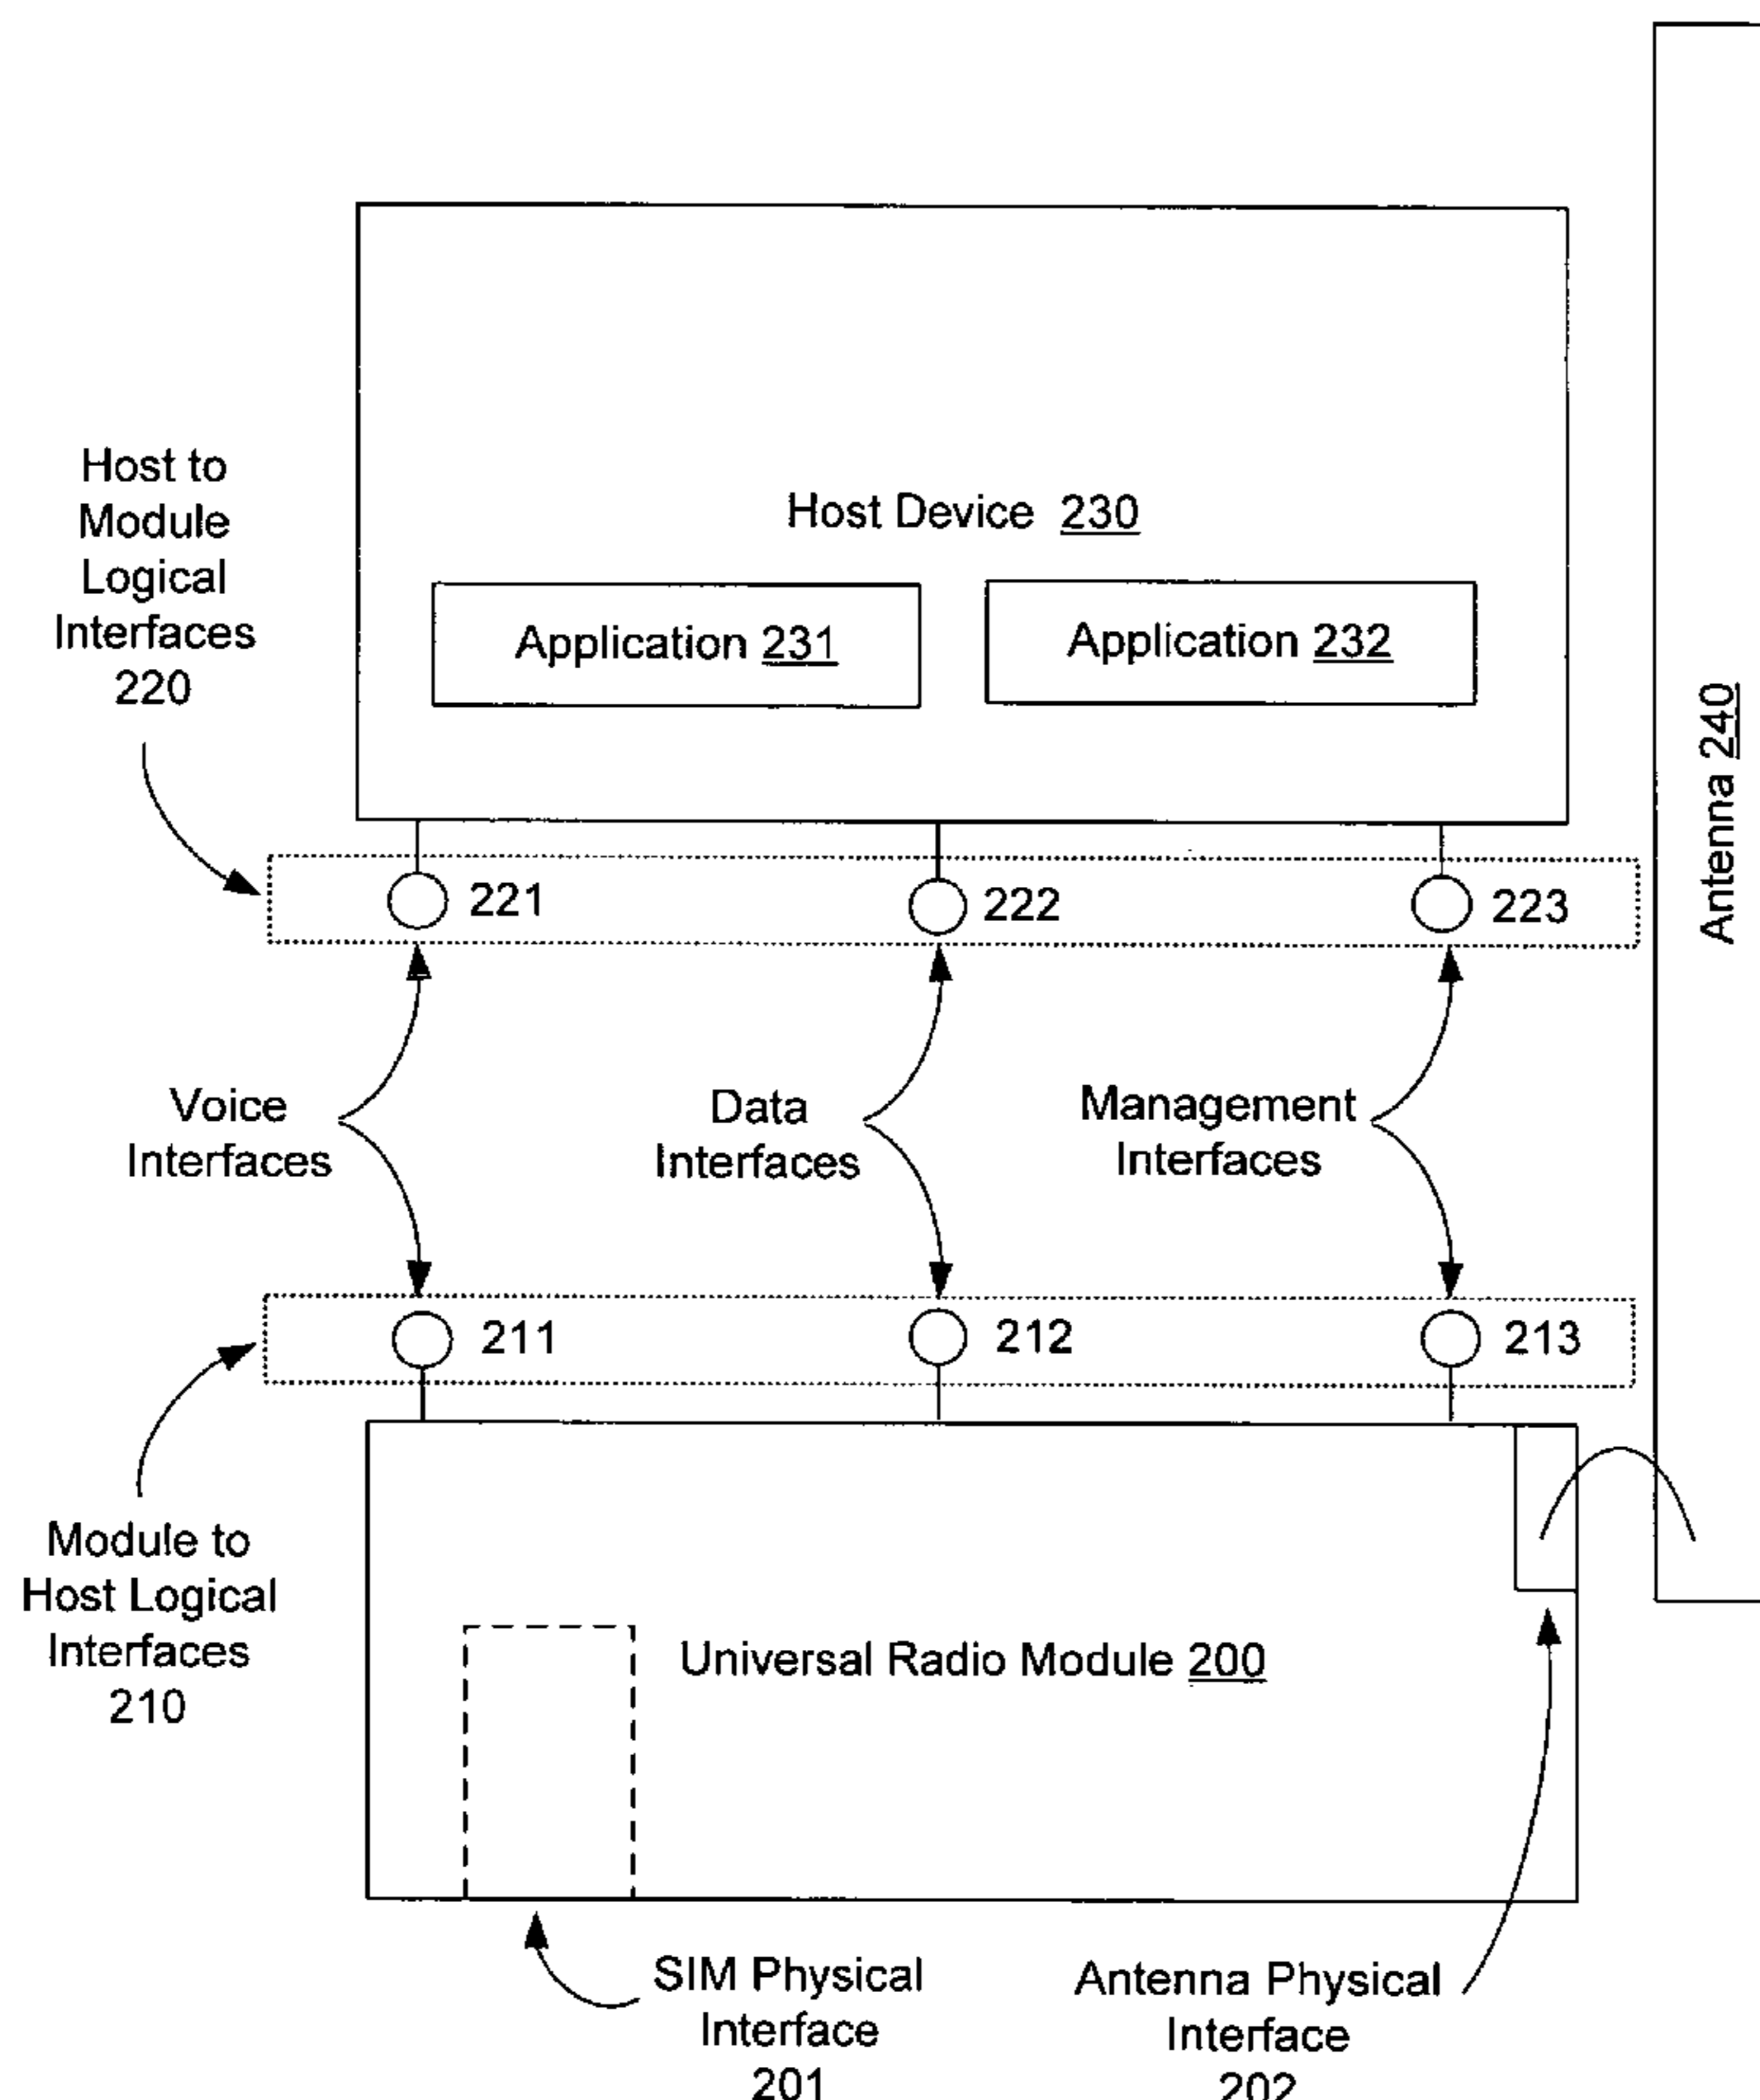 Host Device 230
Host to
Module
Logical
Interfaces
220
Application 231
Application 232
Antenna 240
221
222
223
Voice
Interfaces
Data
Interfaces
Management
Interfaces
211
212
213
Module to
Host Logical
Interfaces
210
Universal Radio Module 200
SIM Physical
Interface
201
Antenna Physical
Interface
202